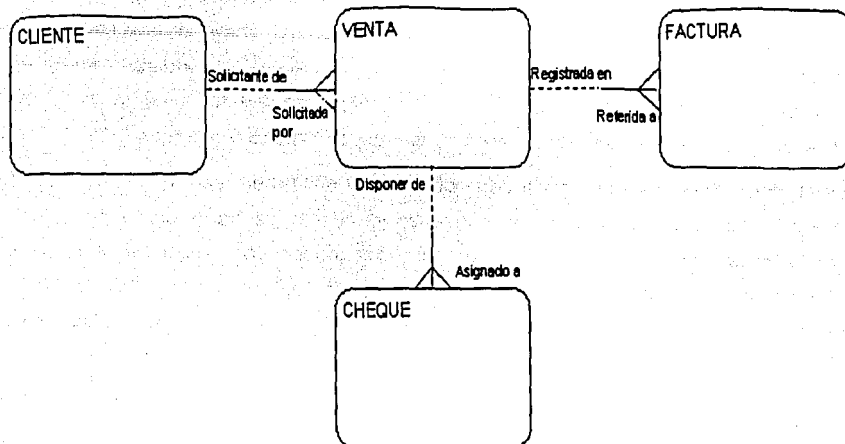 CLIENTE
VENTA
FACTURA
Solicitante de
Solicitada
por
Registrada en
Referida a
Disponer de
Asignado a
CHEQUE